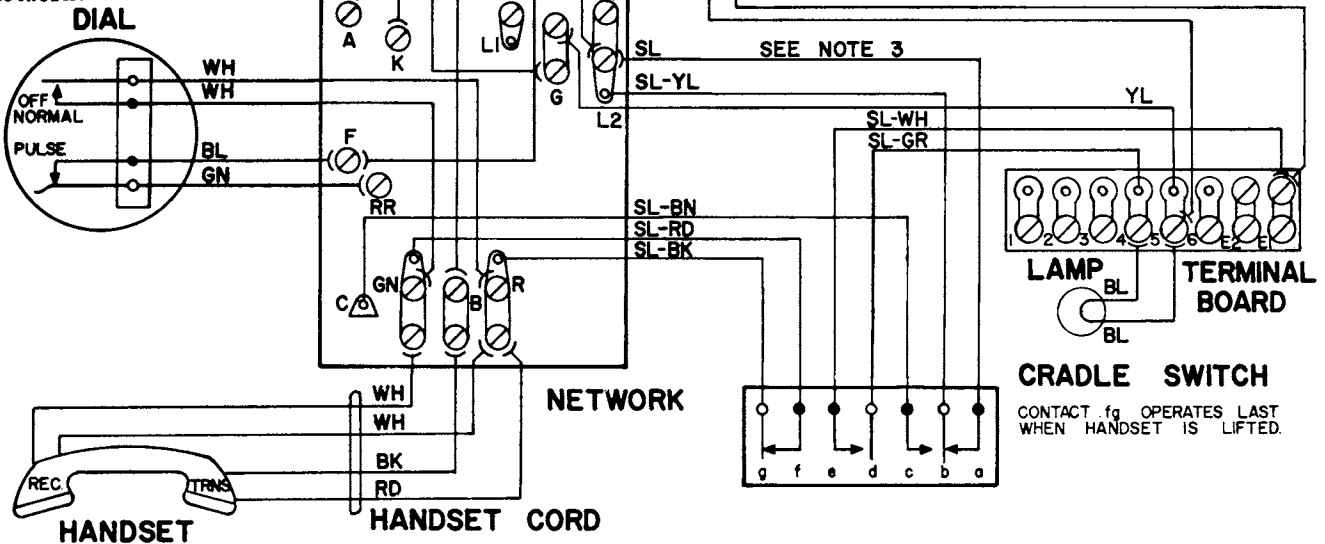 DIAL
A
K
L1
G
L2
SL
SEE NOTE 3
SL-YL
YL
WH
WH
OFF
NORMAL
PULSE
BL
GN
F
RR
SL-WH
SL-GR
SL-BN
SL-RD
SL-BK
1 2 3 4 5 6 E2 E1
LAMP
TERMINAL
BOARD
BL
BL
C
GN
B
R
NETWORK
CRADLE SWITCH
CONTACT fg OPERATES LAST
WHEN HANDSET IS LIFTED.
g f e d c b a
WH
WH
BK
RD
REC.
TRNS
HANDSET
HANDSET CORD